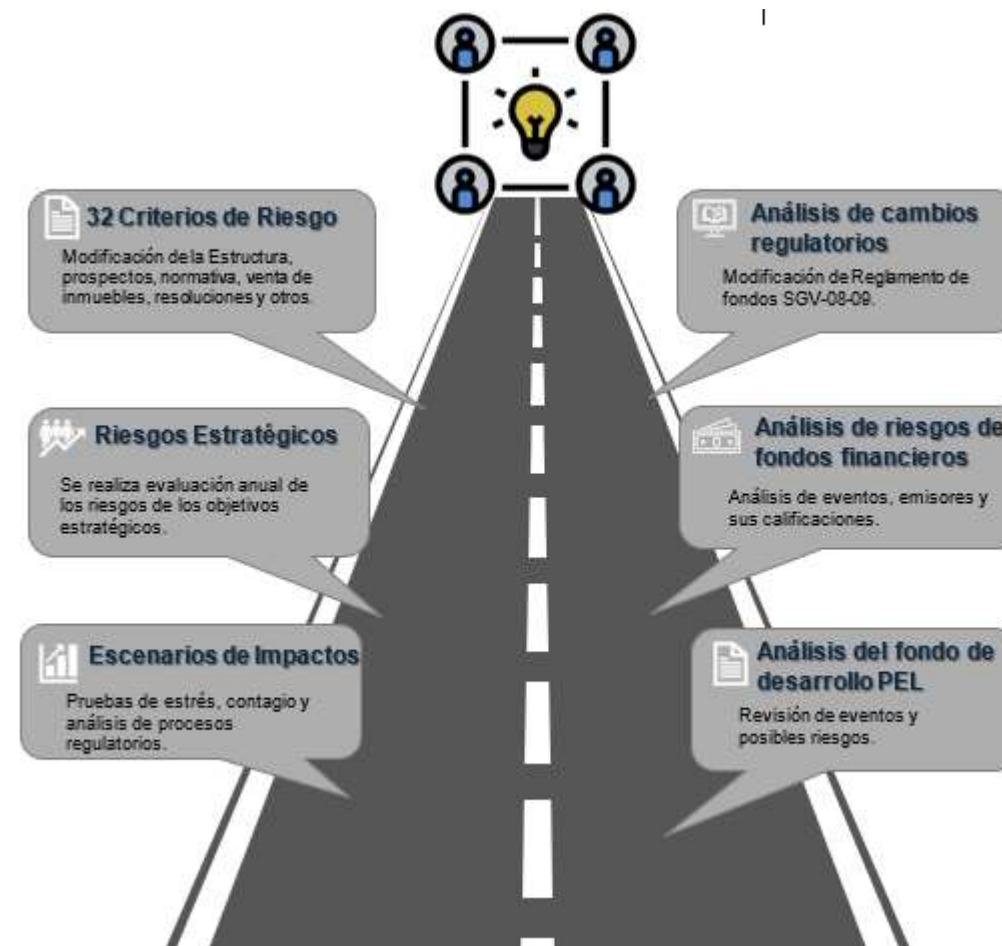 32 Criterios de Riesgo
Modificación de la Estructura,
prospectos, normativa, venta de
inmuebles, resoluciones y otros.
Riesgos Estratégicos
Se realiza evaluación anual de
los riesgos de los objetivos
estratégicos.
Escenarios de Impactos
Pruebas de estrés, contagio y
análisis de procesos
regulatorios.
Análisis de cambios
regulatorios
Modificación de Reglamento de
fondos SGV-08-09.
Análisis de riesgos de
fondos financieros
Análisis de eventos, emisores y
sus calificaciones.
Análisis del fondo de
desarrollo PEL
Revisión de eventos y
posibles riesgos.